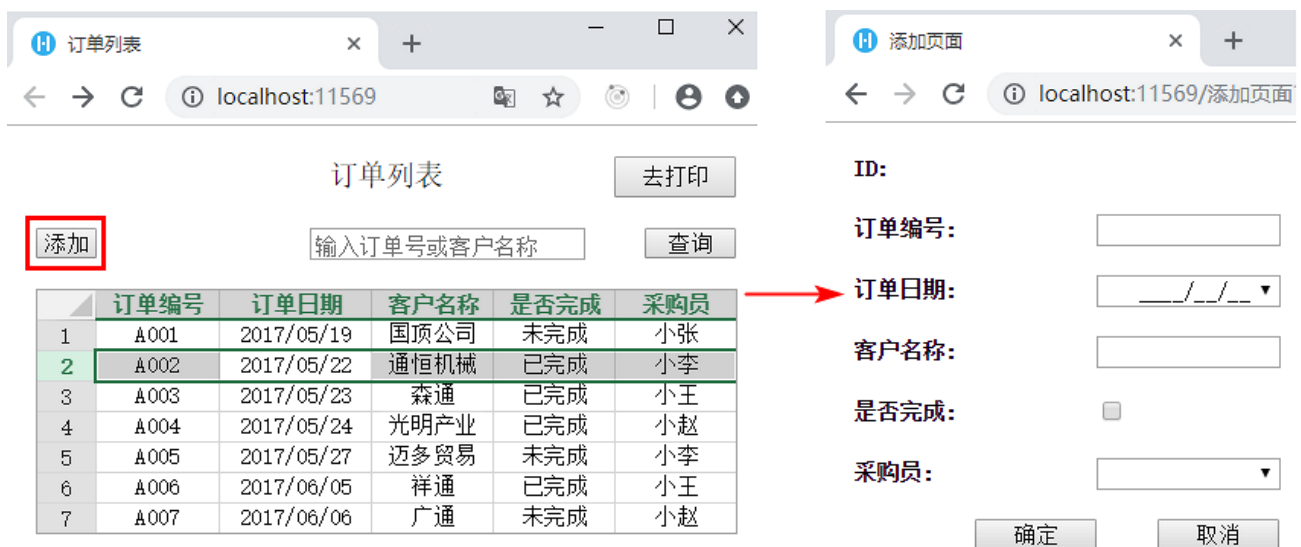 订单列表
localhost:11569
订单列表
去打印
添加
输入订单号或客户名称
查询
订单编号 订单日期 客户名称 是否完成 采购员
1 A001 2017/05/19 国顶公司 未完成 小张
2 A002 2017/05/22 通恒机械 已完成 小李
3 A003 2017/05/23 森通 已完成 小王
4 A004 2017/05/24 光明产业 已完成 小赵
5 A005 2017/05/27 迈多贸易 未完成 小李
6 A006 2017/06/05 祥通 已完成 小王
7 A007 2017/06/06 广通 未完成 小赵
添加页面
localhost:11569/添加页面
ID:
订单编号:
订单日期: ____/__/__
客户名称:
是否完成:
采购员:
确定 取消